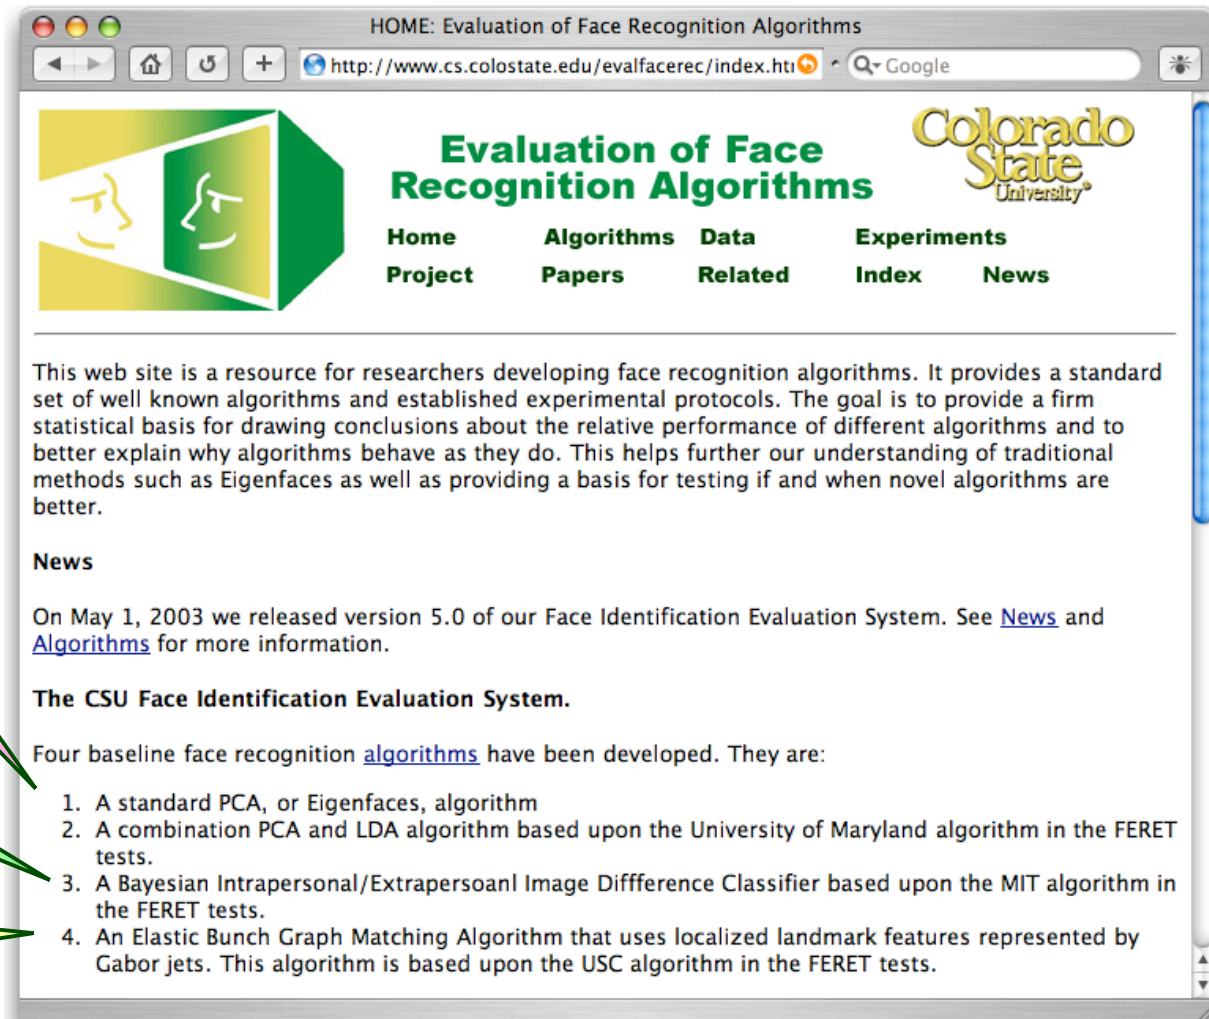 HOME: Evaluation of Face Recognition Algorithms
http://www.cs.colostate.edu/evalfacerec/index.htm
Google
Evaluation of Face
Recognition Algorithms
Colorado
State
University
Home Algorithms Data Experiments
Project Papers Related Index News
This web site is a resource for researchers developing face recognition algorithms. It provides a standard
set of well known algorithms and established experimental protocols. The goal is to provide a firm
statistical basis for drawing conclusions about the relative performance of different algorithms and to
better explain why algorithms behave as they do. This helps further our understanding of traditional
methods such as Eigenfaces as well as providing a basis for testing if and when novel algorithms are
better.
News
On May 1, 2003 we released version 5.0 of our Face Identification Evaluation System. See News and
Algorithms for more information.
The CSU Face Identification Evaluation System.
Four baseline face recognition algorithms have been developed. They are:
1. A standard PCA, or Eigenfaces, algorithm
2. A combination PCA and LDA algorithm based upon the University of Maryland algorithm in the FERET
tests.
3. A Bayesian Intrapersonal/Extrapersoanl Image Diffference Classifier based upon the MIT algorithm in
the FERET tests.
4. An Elastic Bunch Graph Matching Algorithm that uses localized landmark features represented by
Gabor jets. This algorithm is based upon the USC algorithm in the FERET tests.